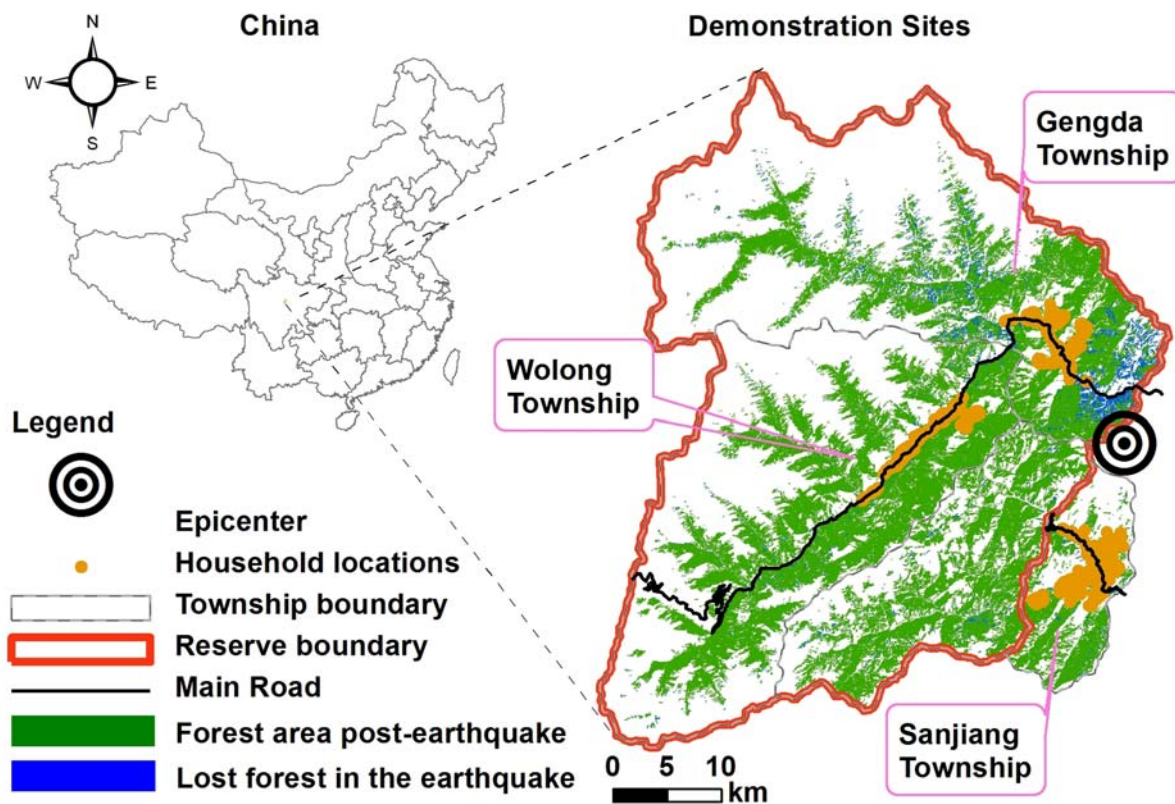 China
Demonstration Sites
N
W
E
S
Gengda
Township
Wolong
Township
Legend
Epicenter
Household locations
Township boundary
Reserve boundary
Main Road
Forest area post-earthquake
Lost forest in the earthquake
Sanjiang
Township
0 5 10
km